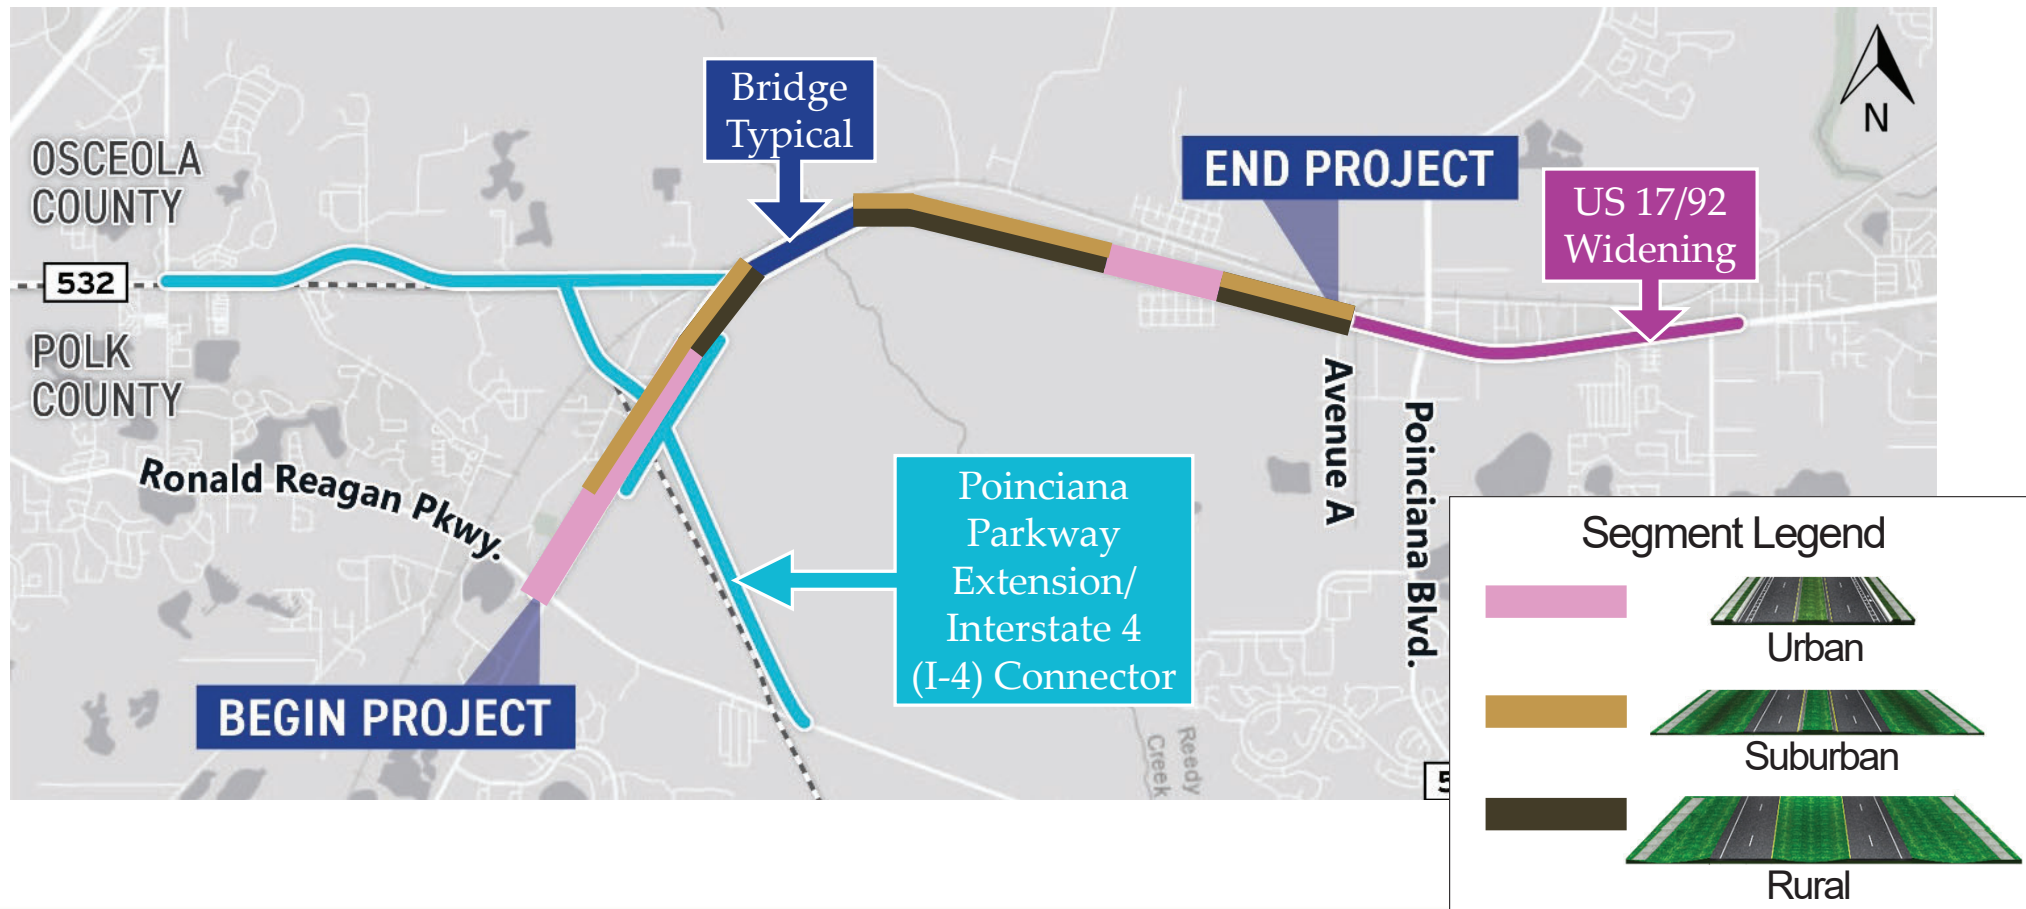 Bridge
Typical
OSCEOLA
COUNTY
END PROJECT
N
US 17/92
Widening
532
POLK
COUNTY
Ronald Reagan Pkwy.
Avenue A
Poinciana Blvd.
Poinciana
Parkway
Extension/
Interstate 4
(I-4) Connector
BEGIN PROJECT
Reedy
Creek
5
Segment Legend
Urban
Suburban
Rural